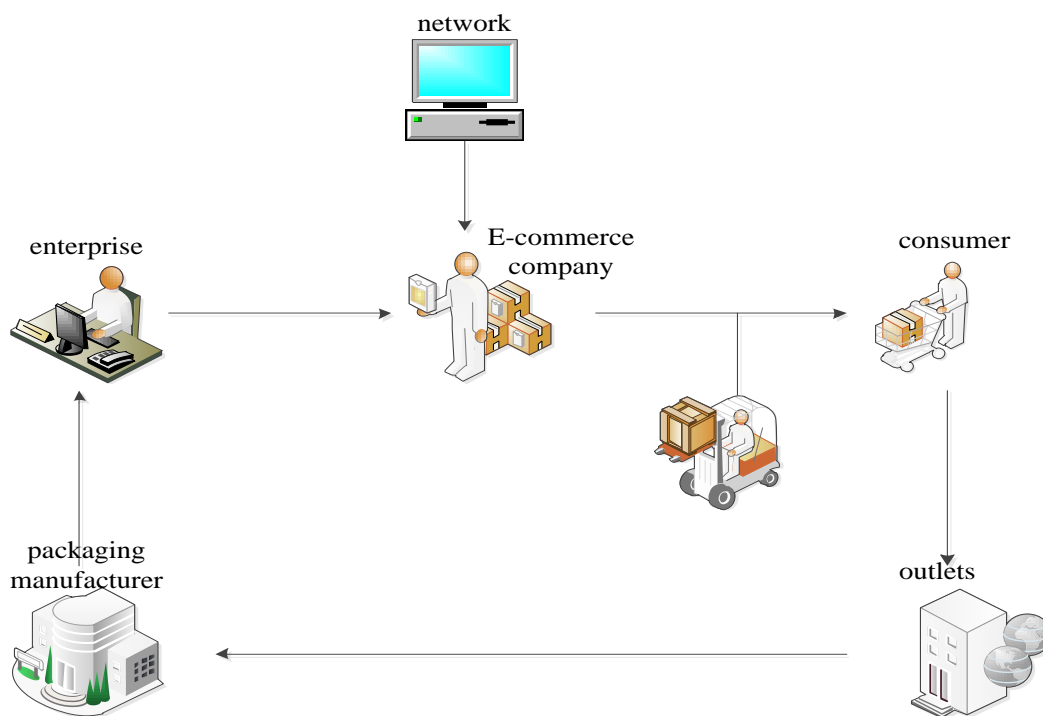 network
enterprise
E-commerce
company
consumer
packaging
manufacturer
outlets